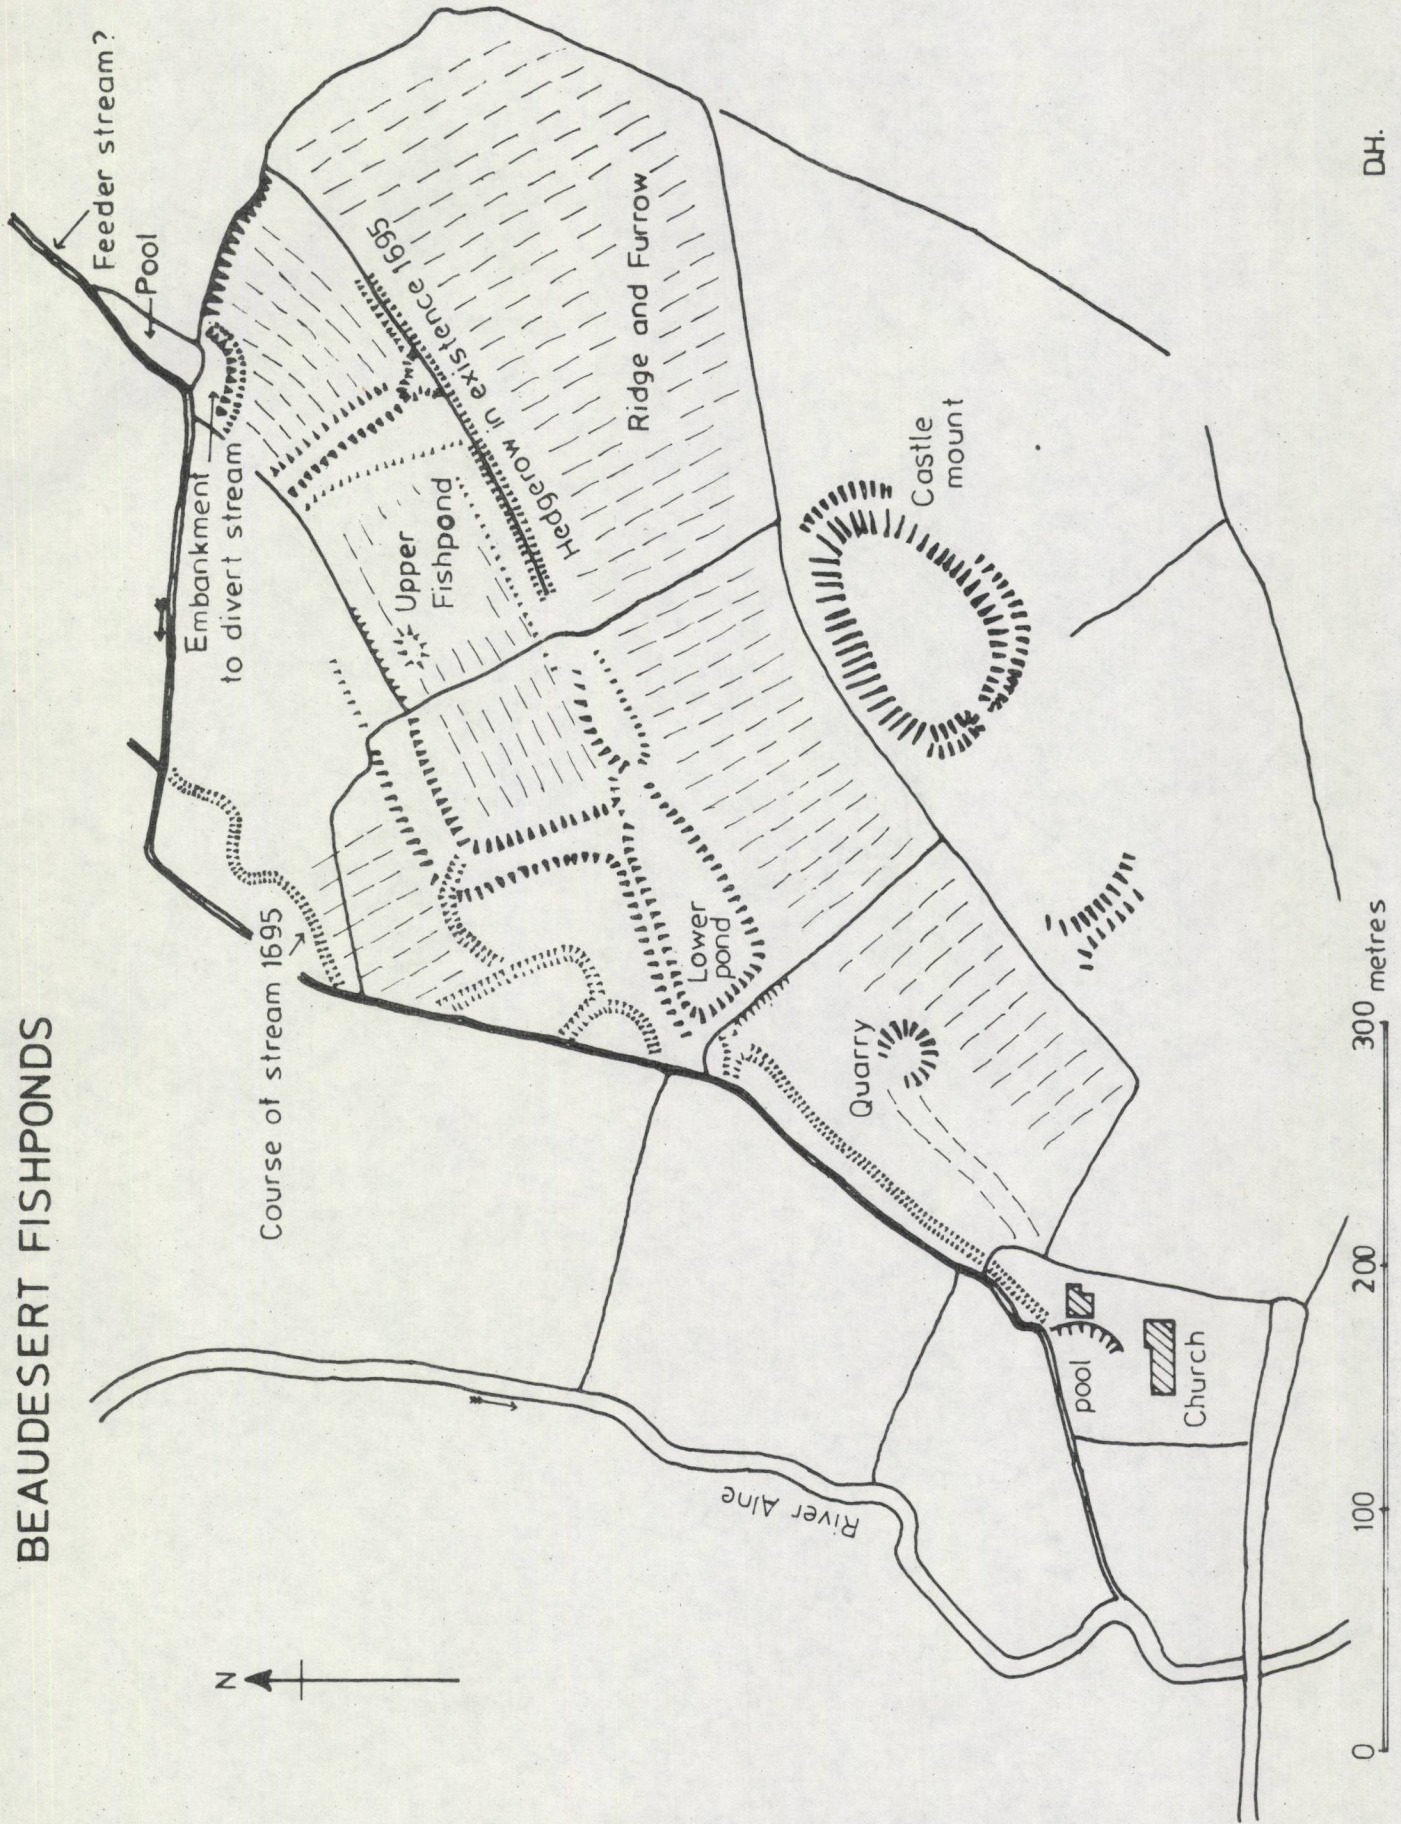 BEAUDESERT FISHPONDS
N
Feeder stream?
Pool
Embankment
to divert stream
Course of stream 1695
Hedgerow in existence 1695
Upper
Fishpond
Ridge and Furrow
Lower
pond
Castle
mount
Quarry
River Alne
pool
Church
0 100 200 300 metres
D.H.